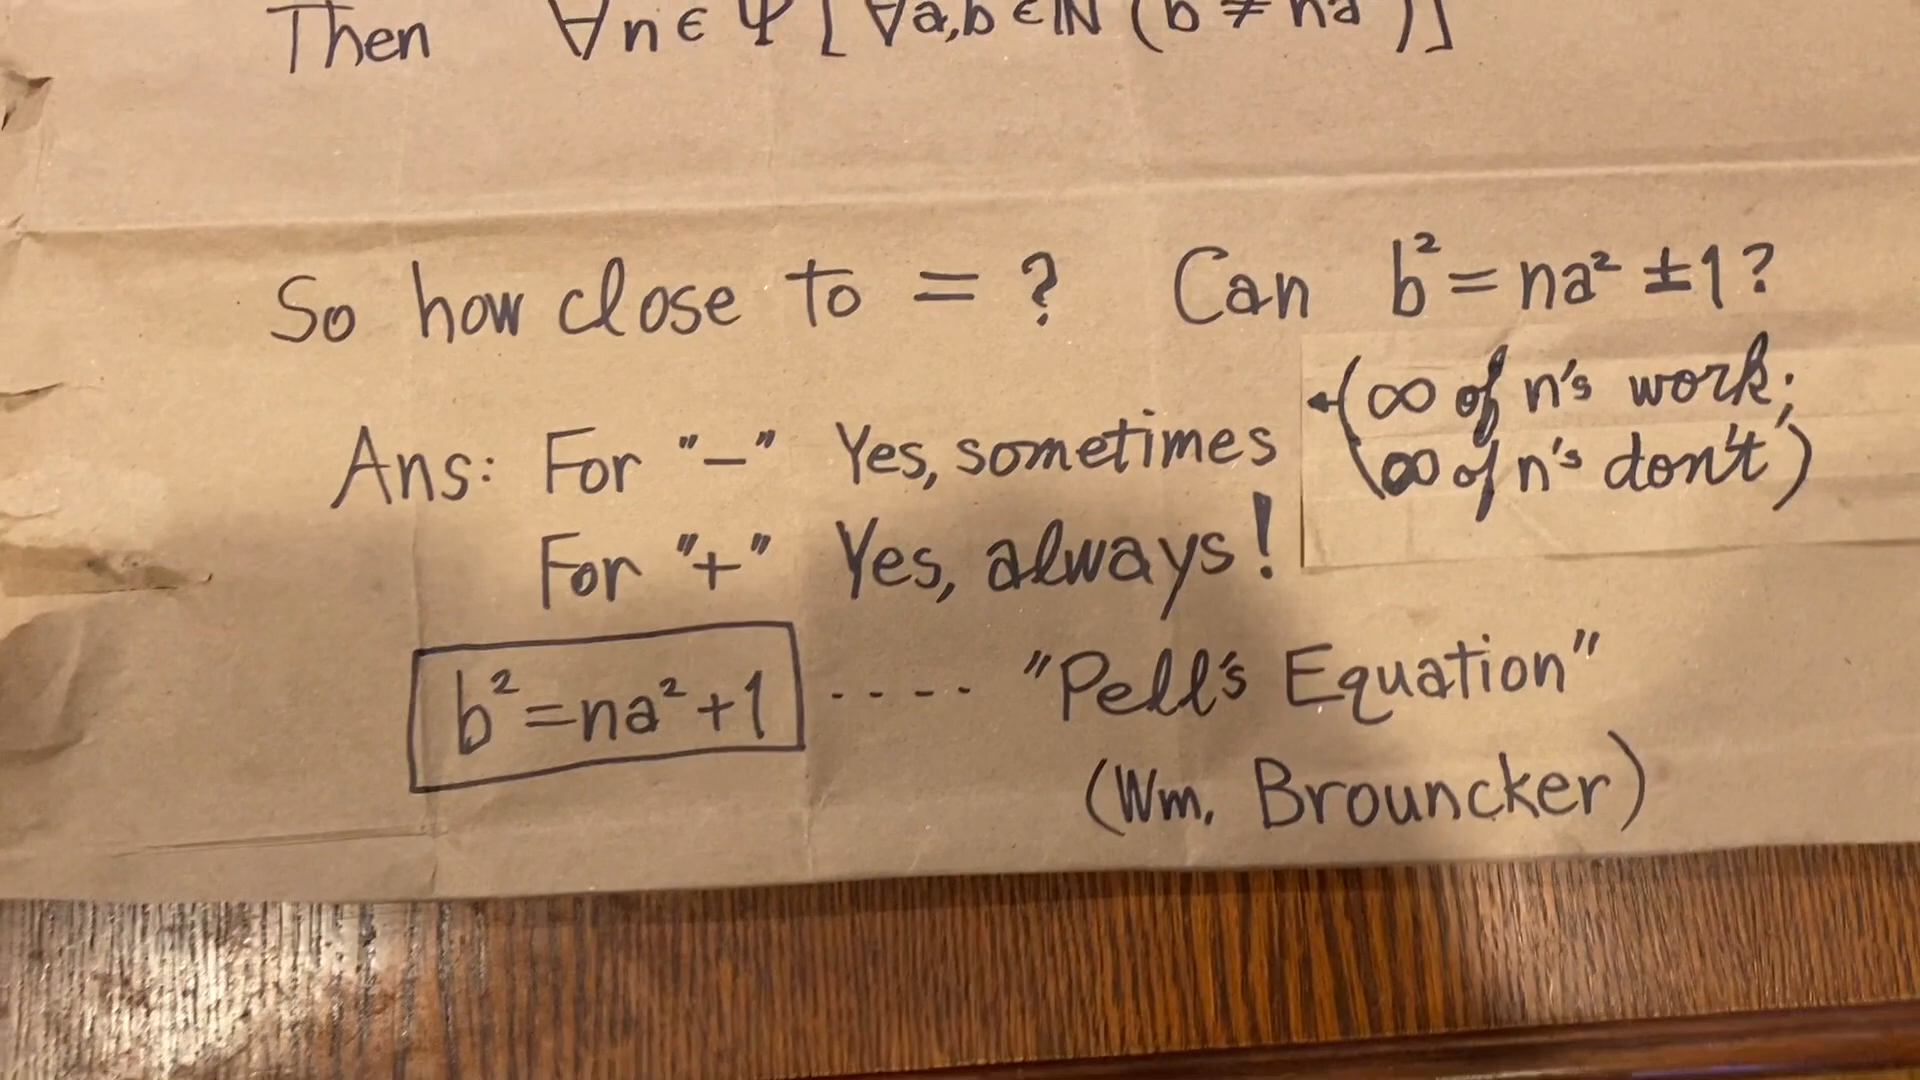 Then ∀n ∈ Ψ [ ∀a,b ∈ ℕ (b ≠ na )]
So how close to = ? Can b² = na² ±1?
←(∞ of n's work;
Ans: For "−" Yes, sometimes
∞ of n's don't)
For "+" Yes, always!
b² = na² + 1 ---- "Pell's Equation"
(Wm. Brouncker)